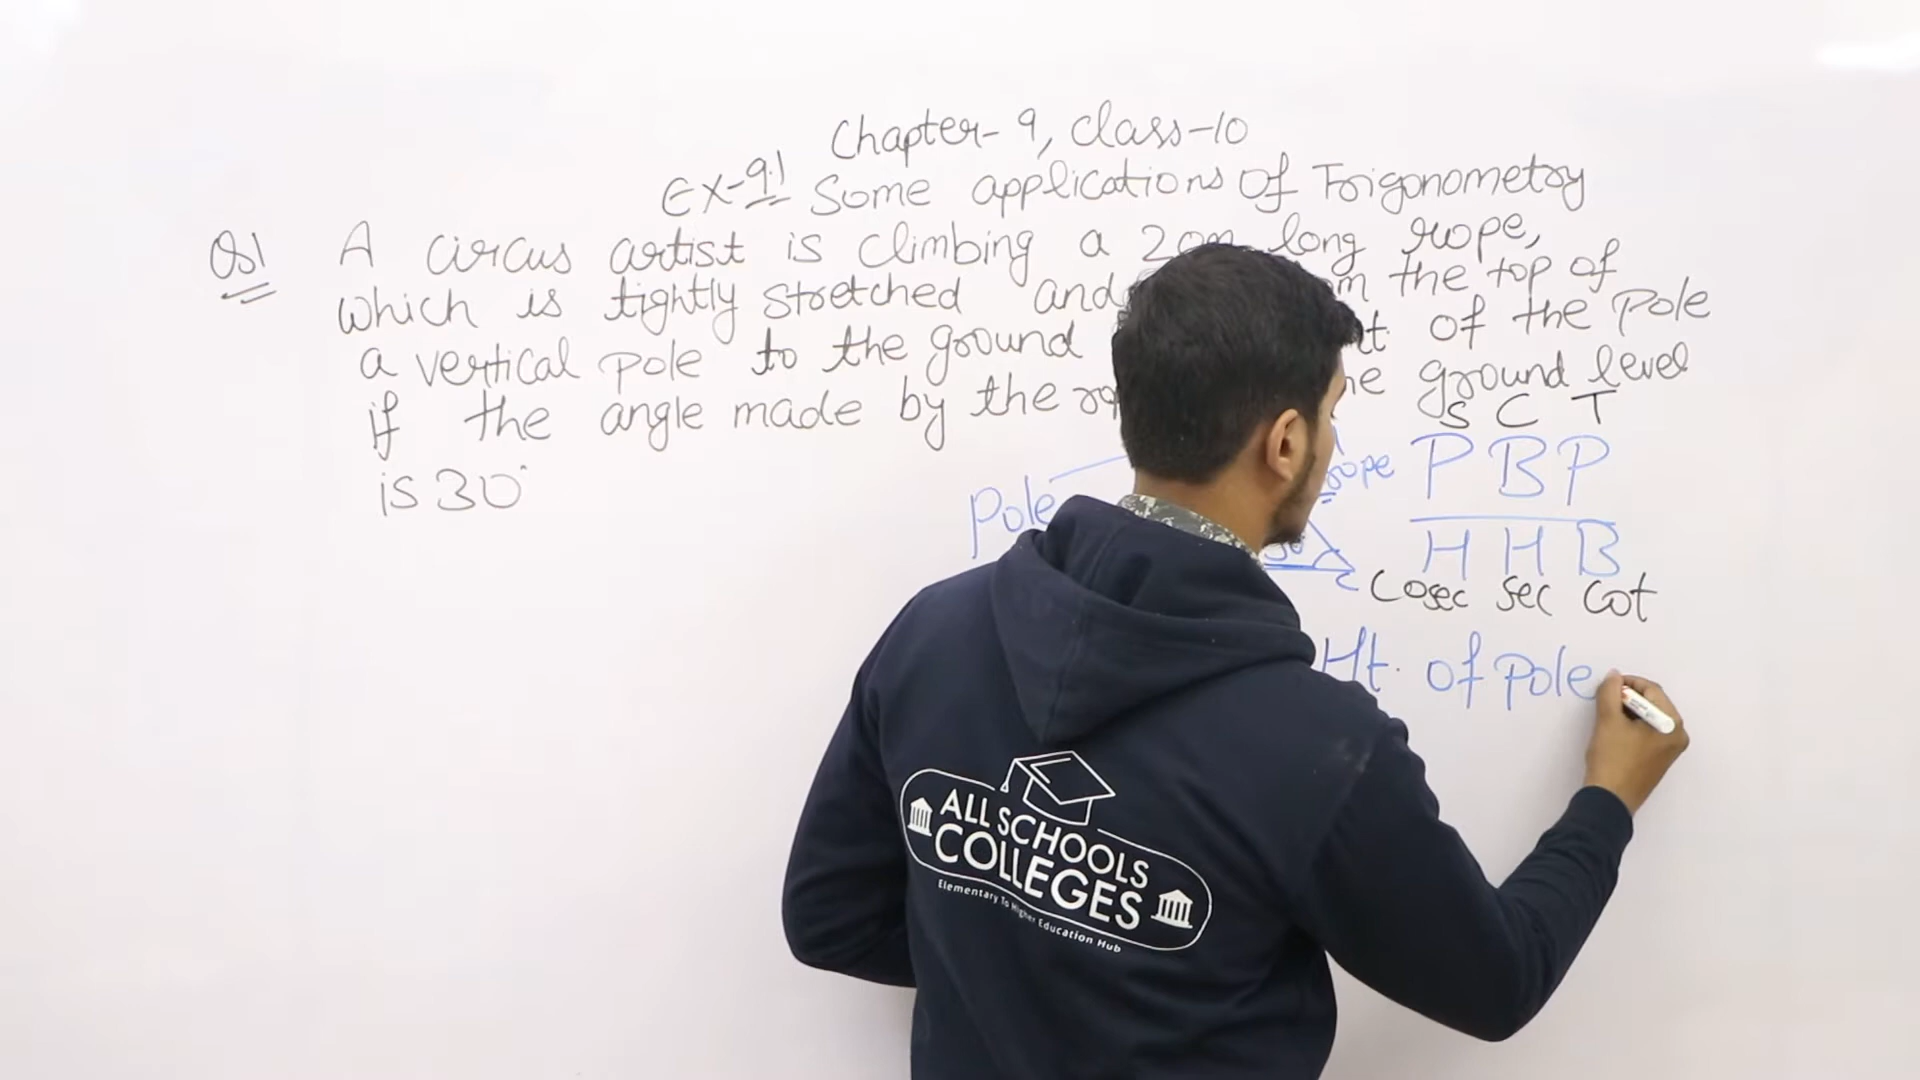 Chapter-9, Class-10
EX-9.1 Some applications Of Trigonometry
Qs1 A circus artist is climbing a 20m long rope,
which is tightly stretched and the top of
a vertical pole to the ground of the Pole
if the angle made by the ground level
is 30°
S C T
P B P
H H B
Cosec sec Cot
Pole
rope
30
C
Ht. of Pole
ALL SCHOOLS
COLLEGES
Elementary To Higher Education Hub